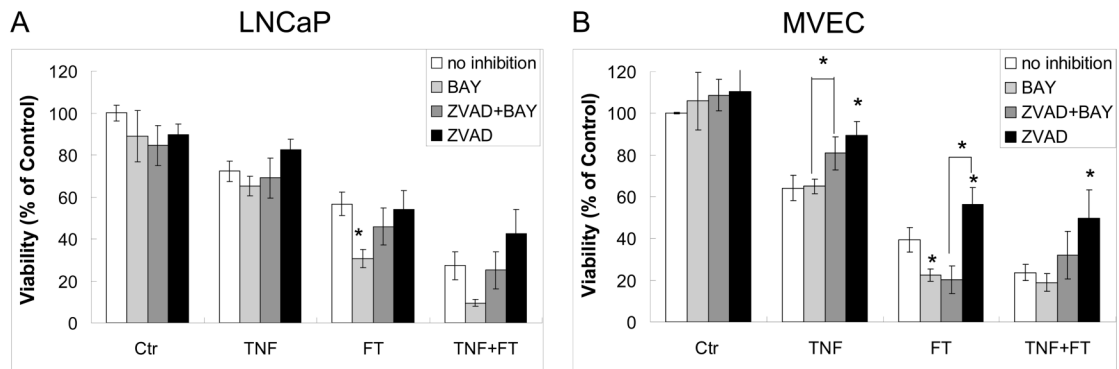 A
LNCaP
Viability (% of Control)
120
100
80
60
40
20
0
no inhibition
BAY
ZVAD+BAY
ZVAD
*
Ctr
TNF
FT
TNF+FT
B
MVEC
Viability (% of Control)
120
100
80
60
40
20
0
no inhibition
BAY
ZVAD+BAY
ZVAD
*
*
*
*
*
*
Ctr
TNF
FT
TNF+FT